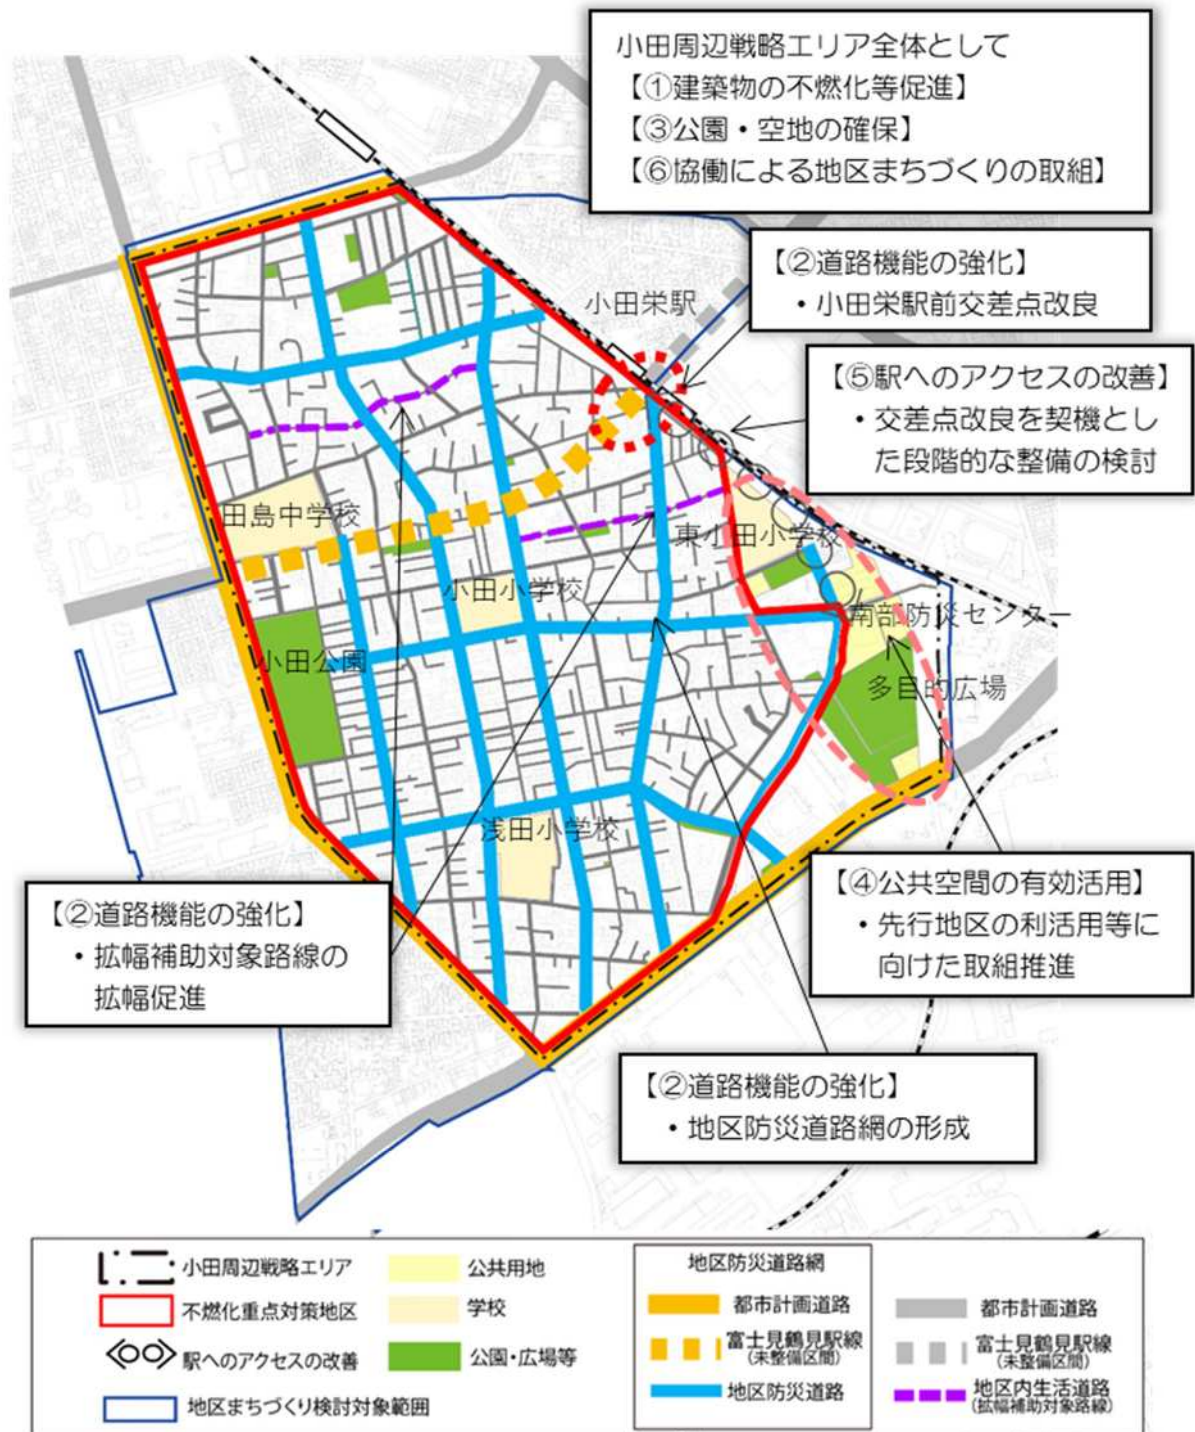 小田周辺戦略エリア全体として
【①建築物の不燃化等促進】
【③公園・空地の確保】
【⑥協働による地区まちづくりの取組】
【②道路機能の強化】
・小田栄駅前交差点改良
小田栄駅
【⑤駅へのアクセスの改善】
・交差点改良を契機とし
た段階的な整備の検討
田島中学校
東小田小学校
小田小学校
南部防災センター
小田公園
多目的広場
浅田小学校
【②道路機能の強化】
・拡幅補助対象路線の
拡幅促進
【④公共空間の有効活用】
・先行地区の利活用等に
向けた取組推進
【②道路機能の強化】
・地区防災道路網の形成
小田周辺戦略エリア
不燃化重点対策地区
駅へのアクセスの改善
地区まちづくり検討対象範囲
公共用地
学校
公園・広場等
地区防災道路網
都市計画道路
富士見鶴見駅線
(未整備区間)
地区防災道路
都市計画道路
富士見鶴見駅線
(未整備区間)
地区内生活道路
(拡幅補助対象路線)